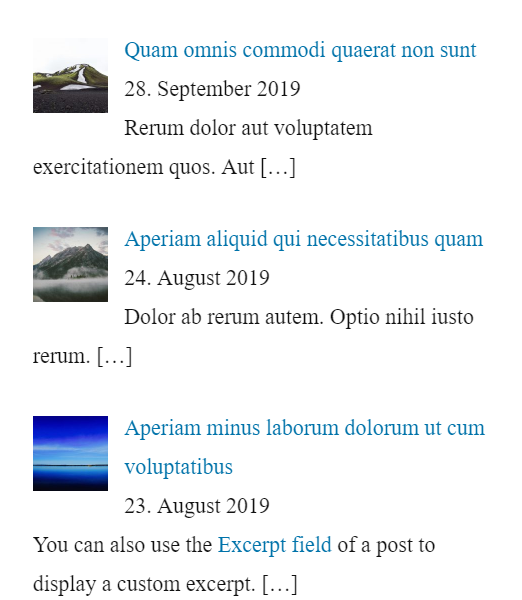 Quam omnis commodi quaerat non sunt
28. September 2019
Rerum dolor aut voluptatem
exercitationem quos. Aut […]
Aperiam aliquid qui necessitatibus quam
24. August 2019
Dolor ab rerum autem. Optio nihil iusto
rerum. […]
Aperiam minus laborum dolorum ut cum
voluptatibus
23. August 2019
You can also use the Excerpt field of a post to
display a custom excerpt. […]